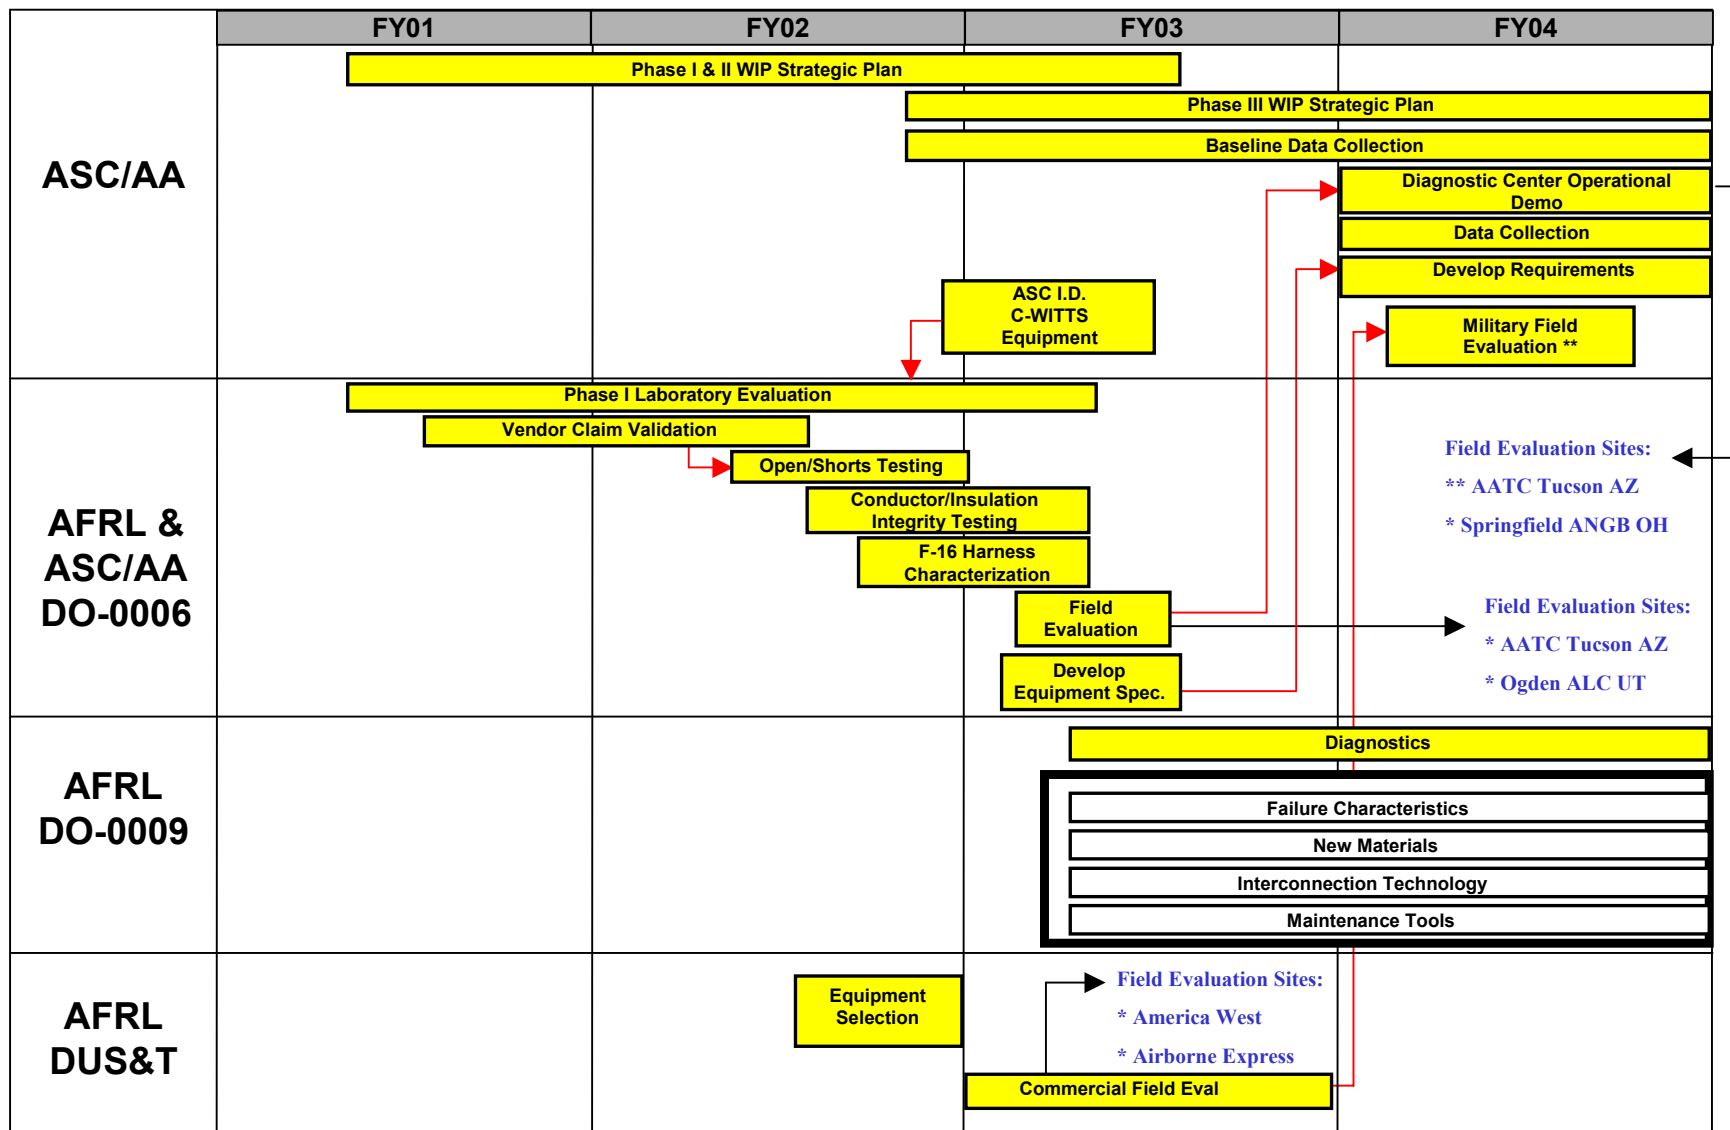 FY01
FY02
FY03
FY04
ASC/AA
Phase I & II WIP Strategic Plan
Phase III WIP Strategic Plan
Baseline Data Collection
Diagnostic Center Operational
Demo
Data Collection
Develop Requirements
ASC I.D.
C-WITTS
Equipment
Military Field
Evaluation **
AFRL &
ASC/AA
DO-0006
Phase I Laboratory Evaluation
Vendor Claim Validation
Open/Shorts Testing
Conductor/Insulation
Integrity Testing
F-16 Harness
Characterization
Field
Evaluation
Develop
Equipment Spec.
Field Evaluation Sites:
** AATC Tucson AZ
* Springfield ANGB OH
Field Evaluation Sites:
* AATC Tucson AZ
* Ogden ALC UT
AFRL
DO-0009
Diagnostics
Failure Characteristics
New Materials
Interconnection Technology
Maintenance Tools
AFRL
DUS&T
Equipment
Selection
Field Evaluation Sites:
* America West
* Airborne Express
Commercial Field Eval